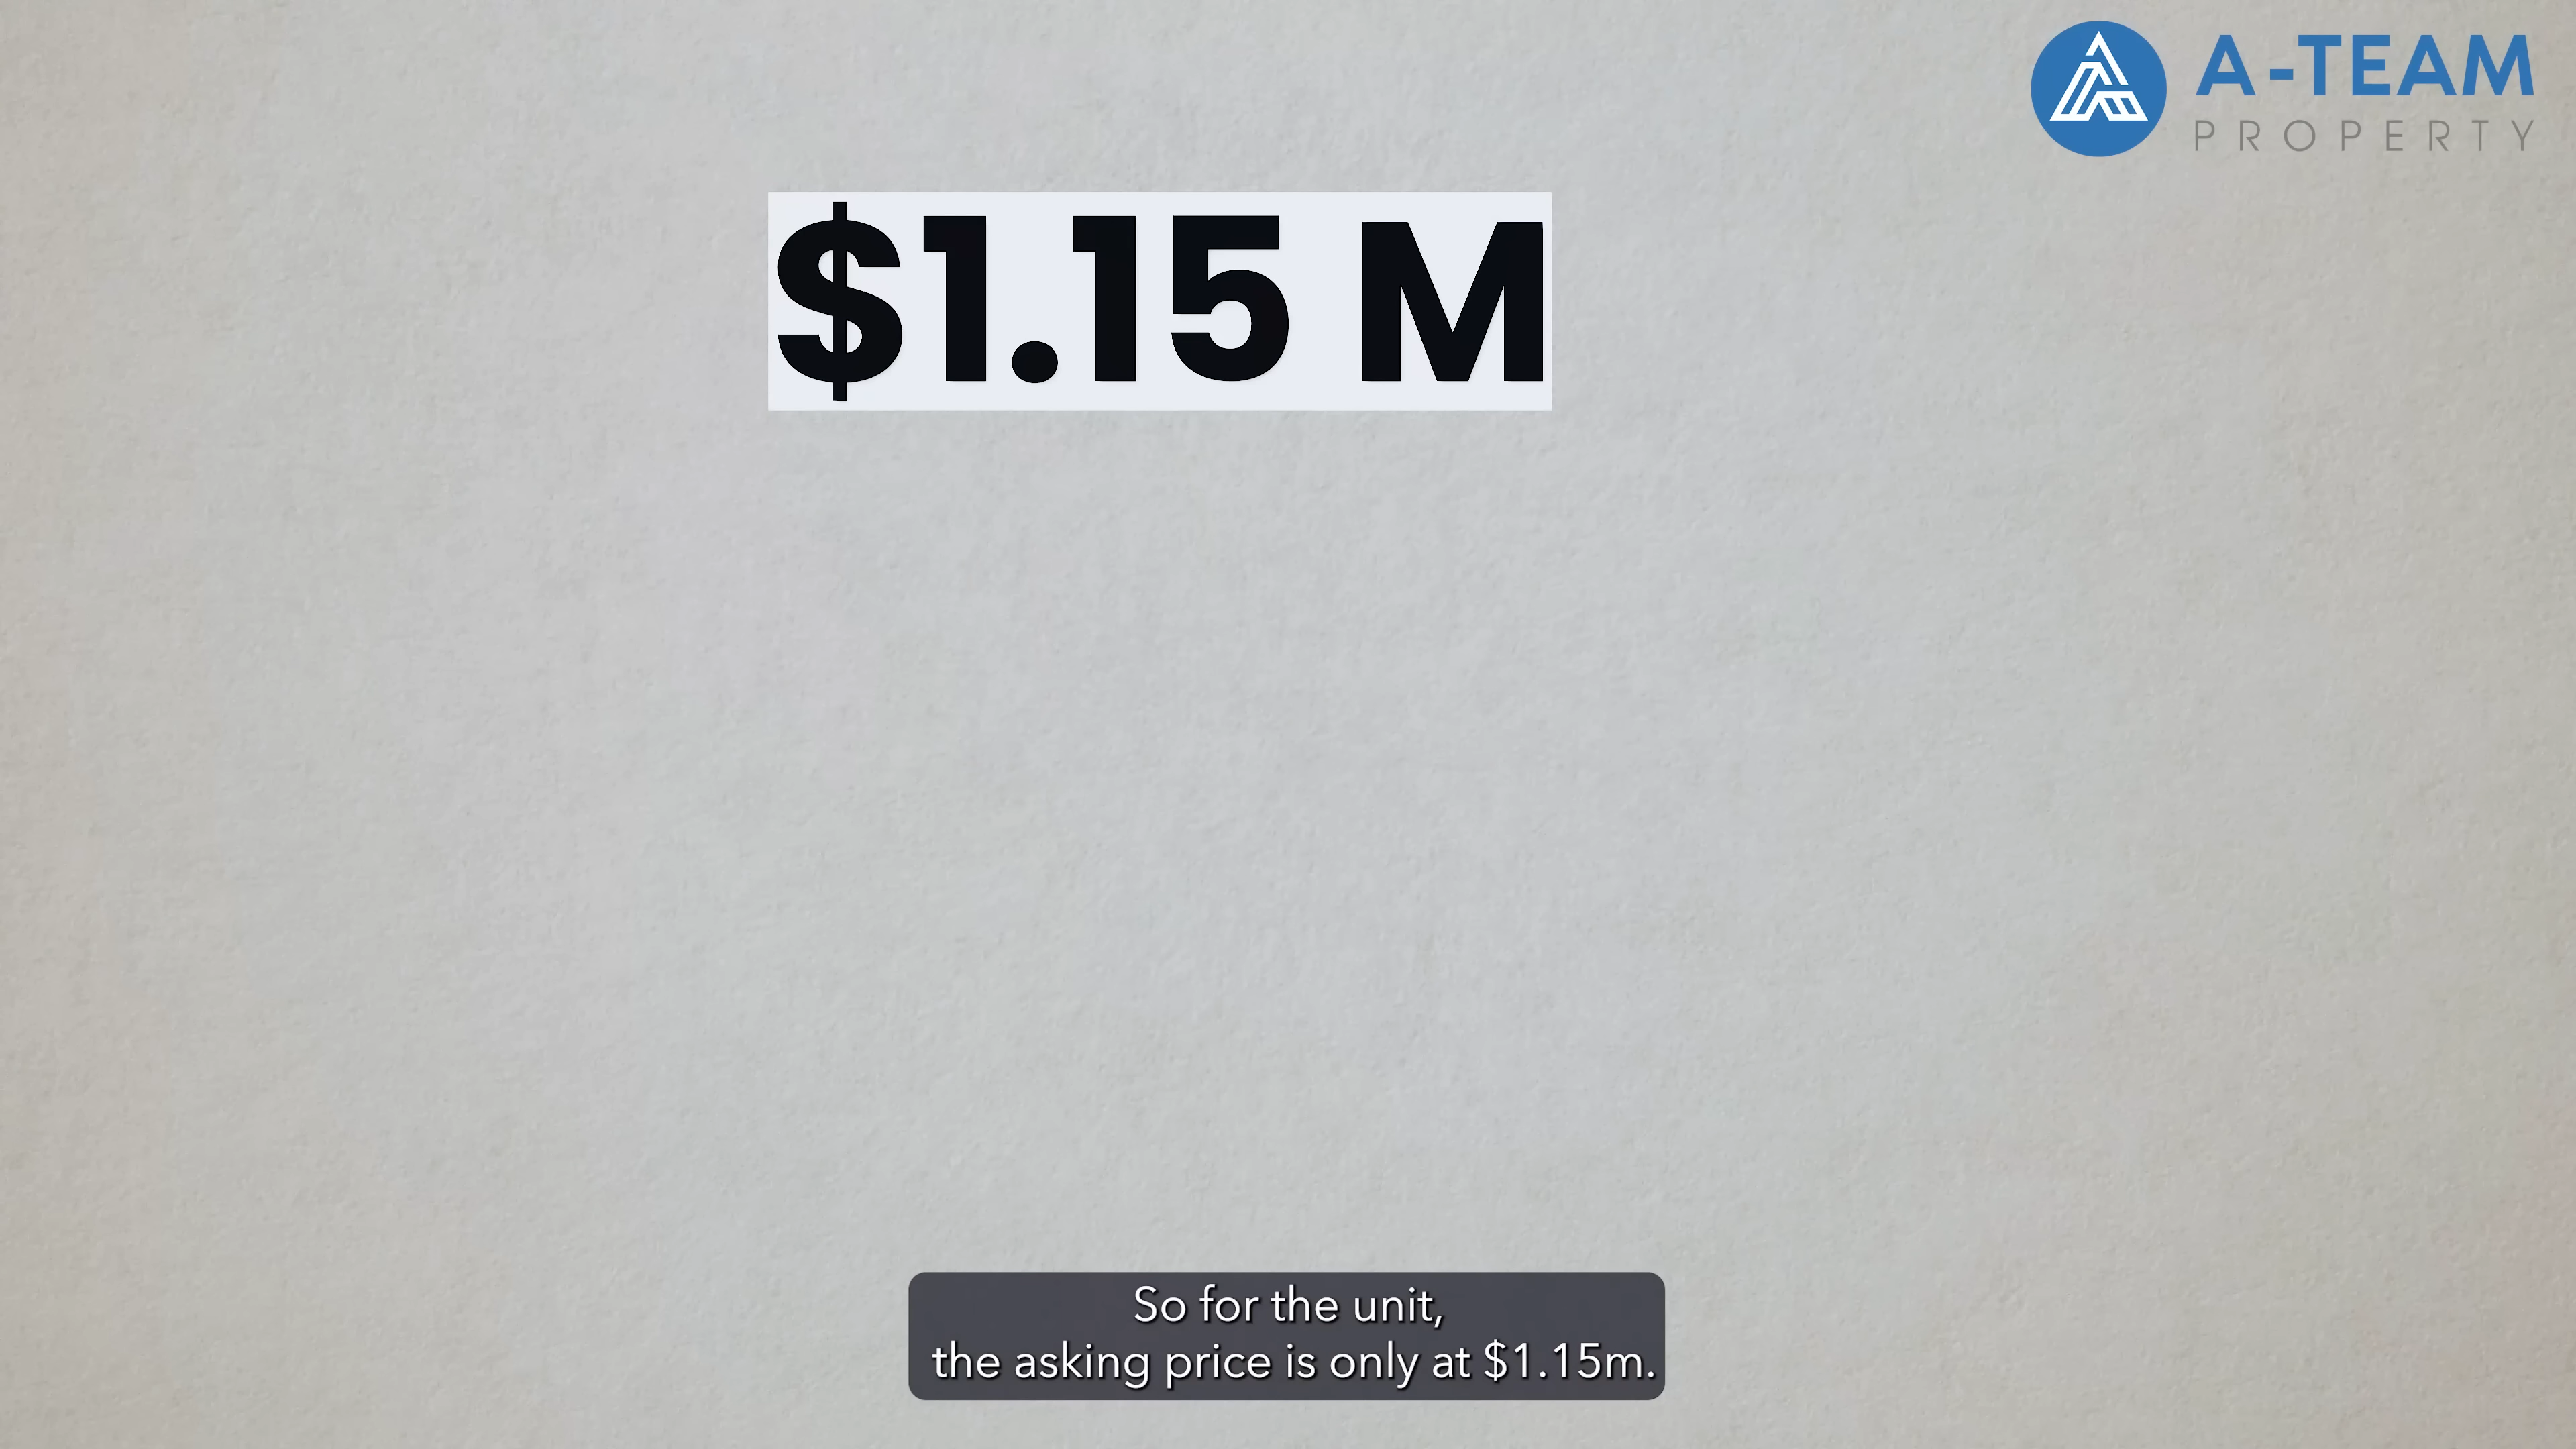 A-TEAM
PROPERTY
$1.15 M
So for the unit,
the asking price is only at $1.15m.